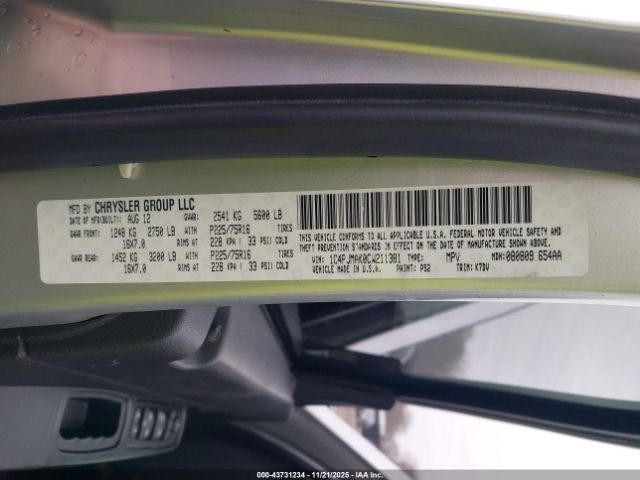 MFD BY CHRYSLER GROUP LLC
DATE OF MFR(BUILT): AUG 12 GVWR: 2541 KG 5600 LB
GAWR FRONT: 1248 KG 2750 LB WITH P225/75R16 TIRES
16X7.0 RIMS AT 228 KPA ( 33 PSI) COLD
GAWR REAR: 1452 KG 3200 LB WITH P225/75R16 TIRES
16X7.0 RIMS AT 228 KPA ( 33 PSI) COLD
THIS VEHICLE CONFORMS TO ALL APPLICABLE U.S.A. FEDERAL MOTOR VEHICLE SAFETY,
BUMPER AND THEFT PREVENTION STANDARDS IN EFFECT ON THE DATE OF MFR SHOWN ABOVE.
VIN: 1C4PJMAK0CW211381 TYPE: MPV MDH: 080809 654AA
VEHICLE MADE IN U.S.A. PAINT: PS2 TRIM: K7DV
000-43731234 | 11/21/2025 - IAA Inc.